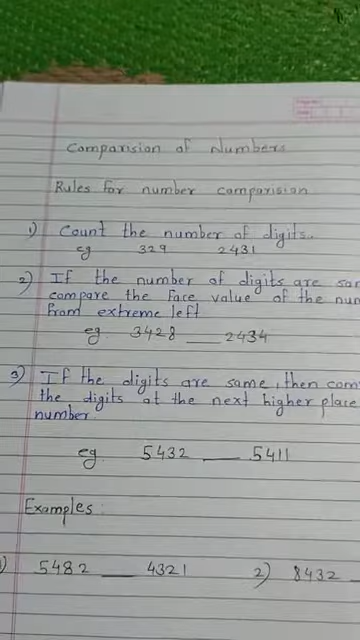 Comparision of Numbers
Rules for number comparision
1) Count the number of digits.
eg 329 2431
2) If the number of digits are
compare the face value of the
from extreme left
eg. 3428 __ 2434
3) If the digits are same, then
the digits at the next higher place
number.
eg 5432 __ 5411
Examples:
5482 __ 4321 2) 8432